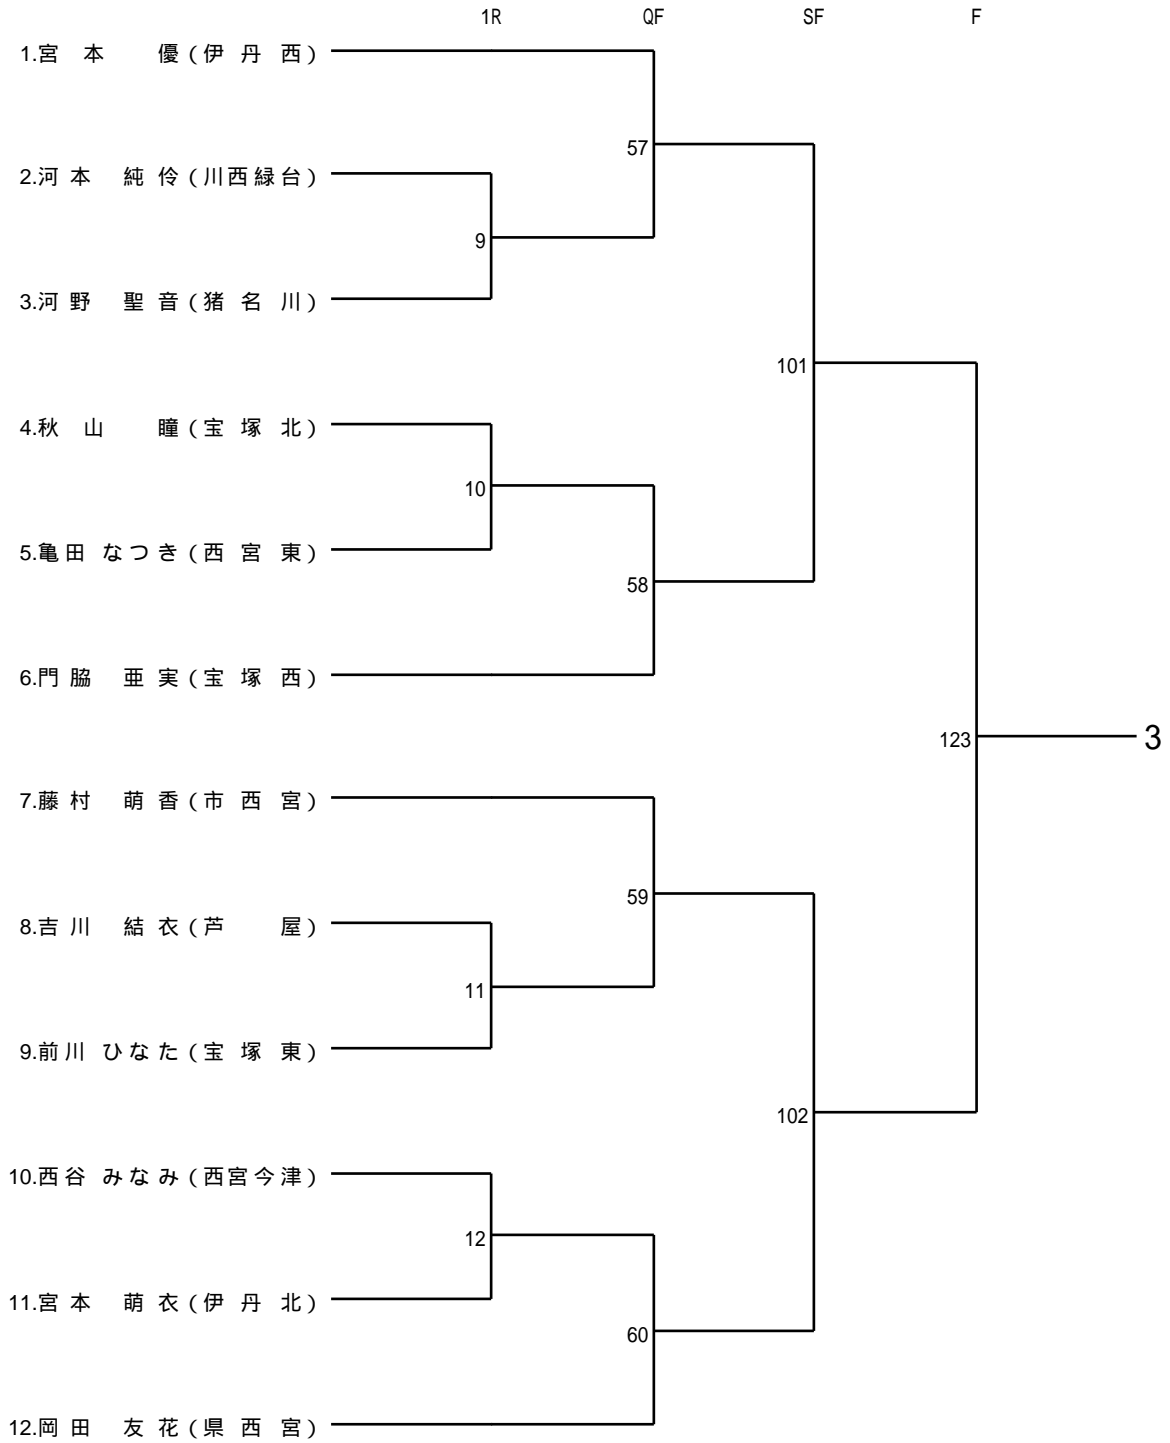 1R QF SF F
1.宮本 優(伊丹西)
57
2.河本 純伶(川西緑台)
9
3.河野 聖音(猪名川)
101
4.秋山 瞳(宝塚北)
10
5.亀田 なつき(西宮東)
58
6.門脇 亜実(宝塚西)
123 3
7.藤村 萌香(市西宮)
59
8.吉川 結衣(芦屋)
11
9.前川 ひなた(宝塚東)
102
10.西谷 みなみ(西宮今津)
12
11.宮本 萌衣(伊丹北)
60
12.岡田 友花(県西宮)